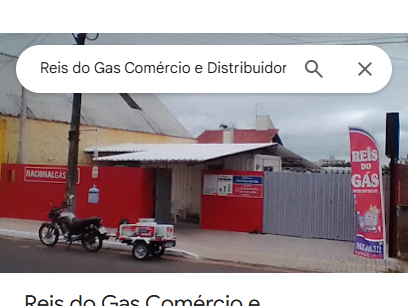 Reis do Gas Comércio e Distribuidor
NACIONALGÁS
REIS
DO
GÁS
Reis do Gas Comércio e